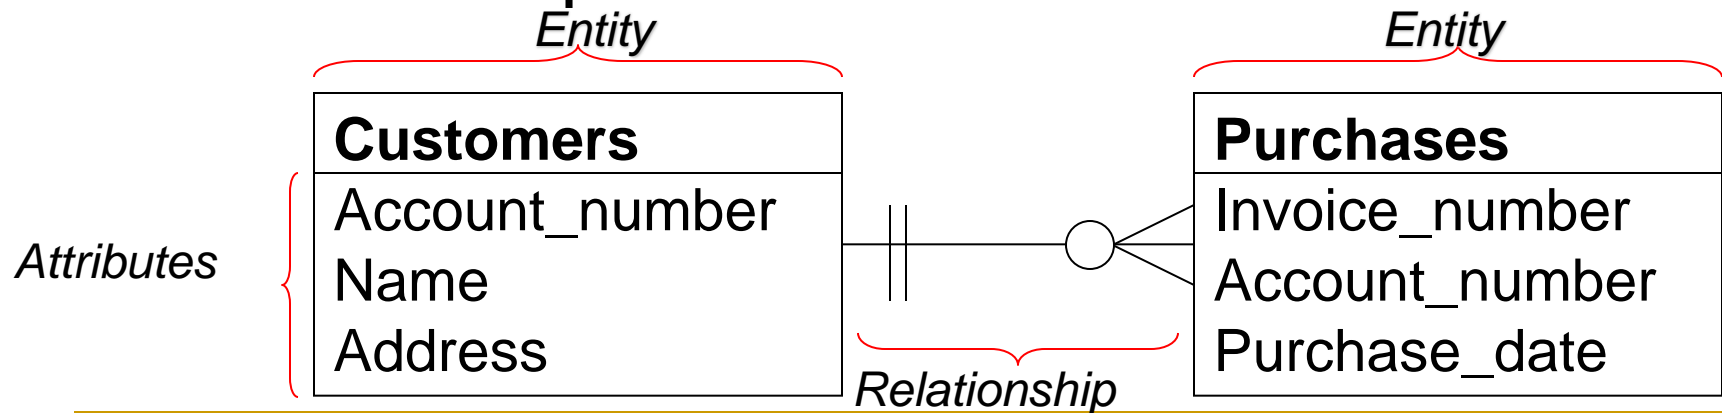 Entity
Entity
Customers
Account_number
Name
Address
Purchases
Invoice_number
Account_number
Purchase_date
Attributes
Relationship